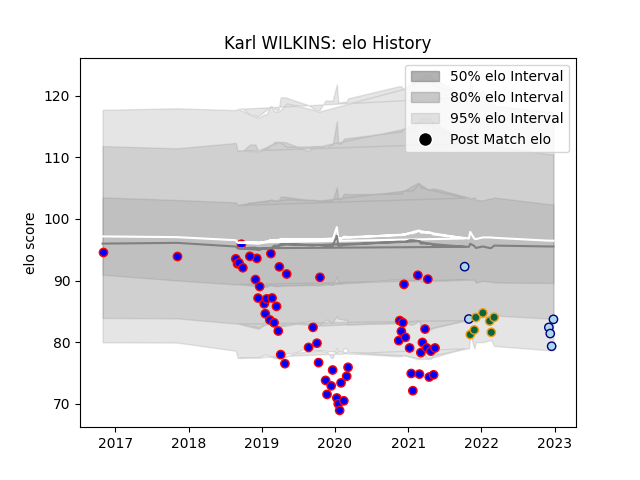 Karl WILKINS: elo History
50% elo Interval
80% elo Interval
95% elo Interval
Post Match elo
elo score
120
110
100
90
80
70
2017 2018 2019 2020 2021 2022 2023